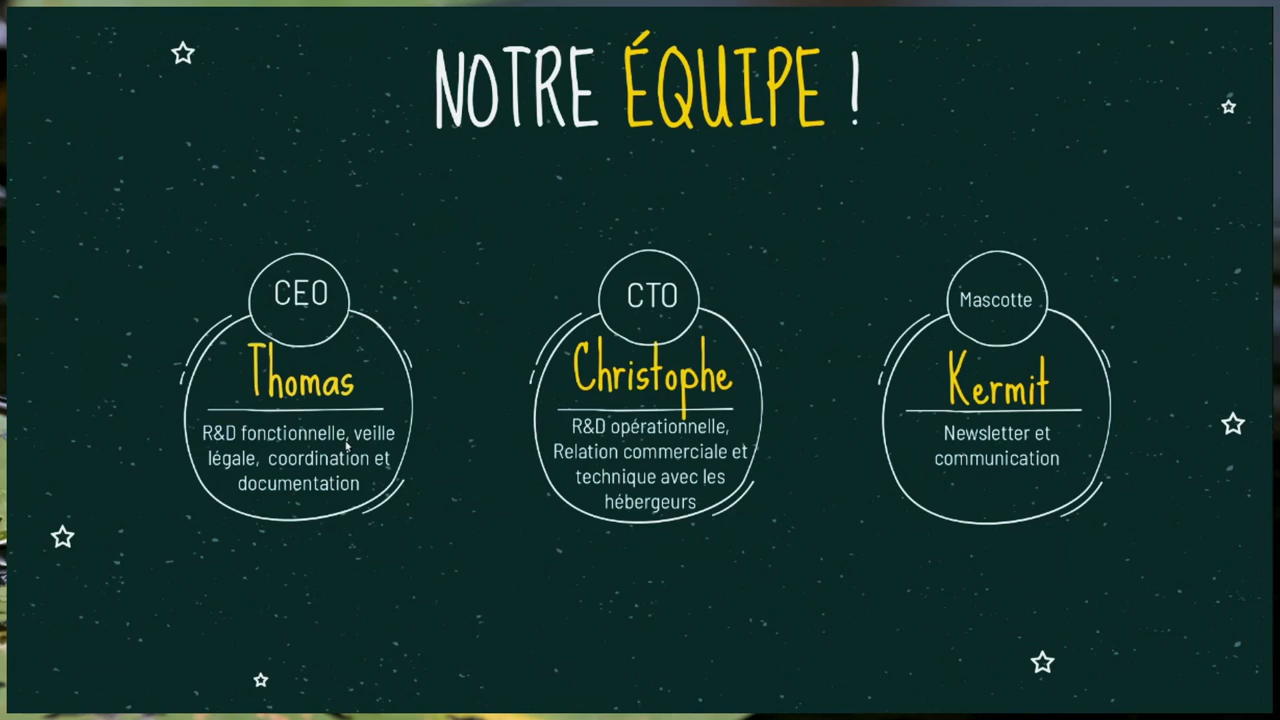 NOTRE ÉQUIPE !
CEO
Thomas
R&D fonctionnelle, veille
légale, coordination et
documentation
CTO
Christophe
R&D opérationnelle,
Relation commerciale et
technique avec les
hébergeurs
Mascotte
Kermit
Newsletter et
communication